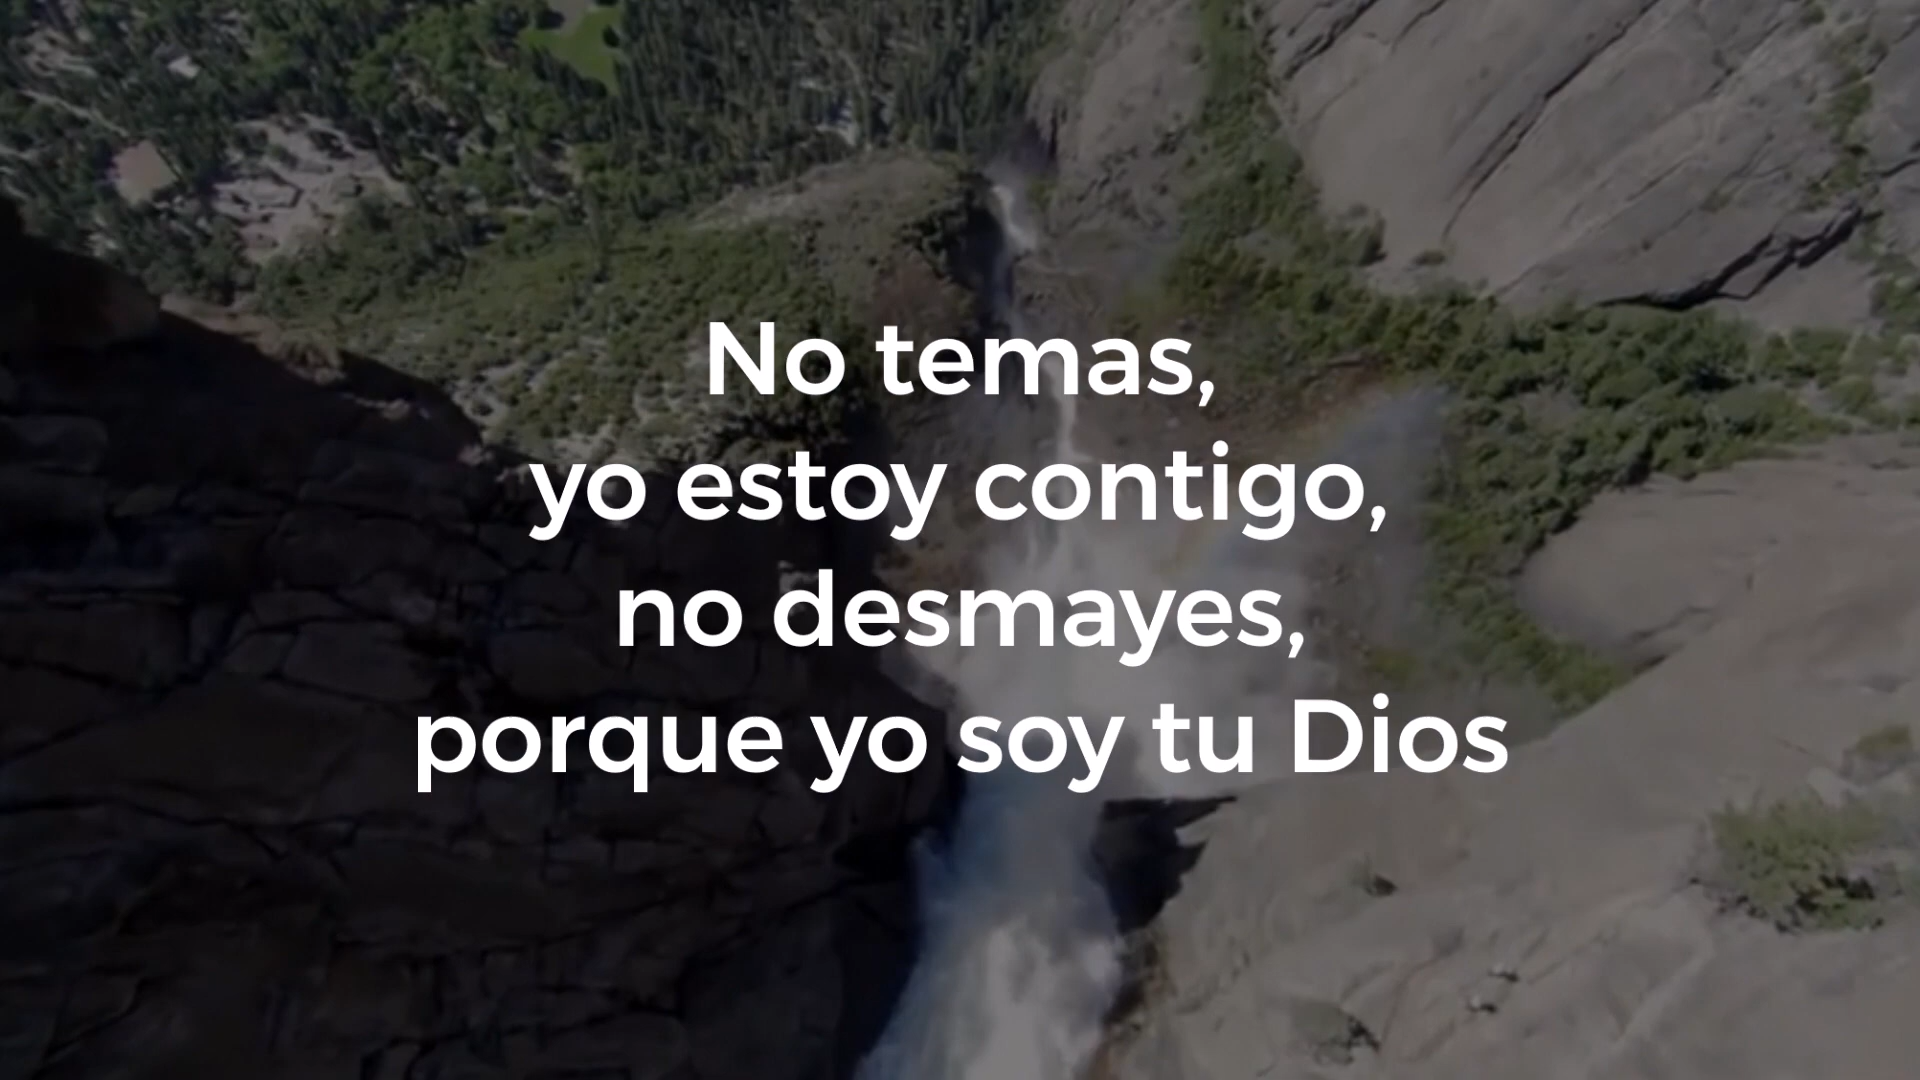 No temas,
yo estoy contigo,
no desmayes,
porque yo soy tu Dios